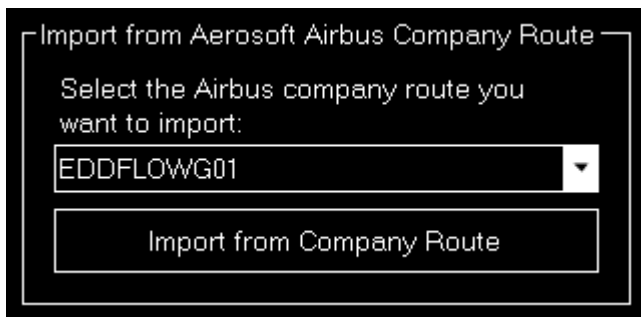 Import from Aerosoft Airbus Company Route
Select the Airbus company route you
want to import:
EDDFLOWG01
Import from Company Route